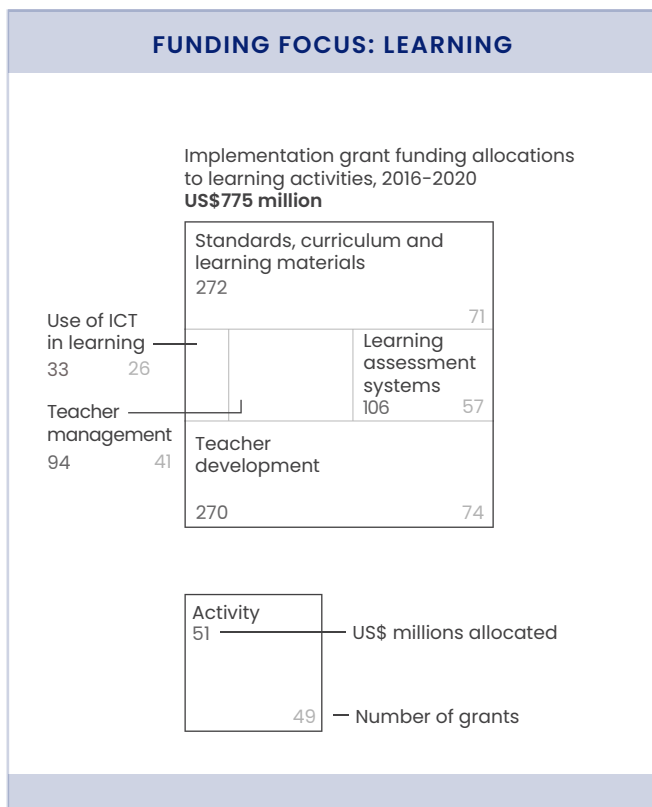 FUNDING FOCUS: LEARNING
Implementation grant funding allocations
to learning activities, 2016-2020
US$775 million
Standards, curriculum and
learning materials
272
71
Use of ICT
in learning
33 26
Teacher
management
94 41
Learning
assessment
systems
106 57
Teacher
development
270 74
Activity
51 US$ millions allocated
49 Number of grants